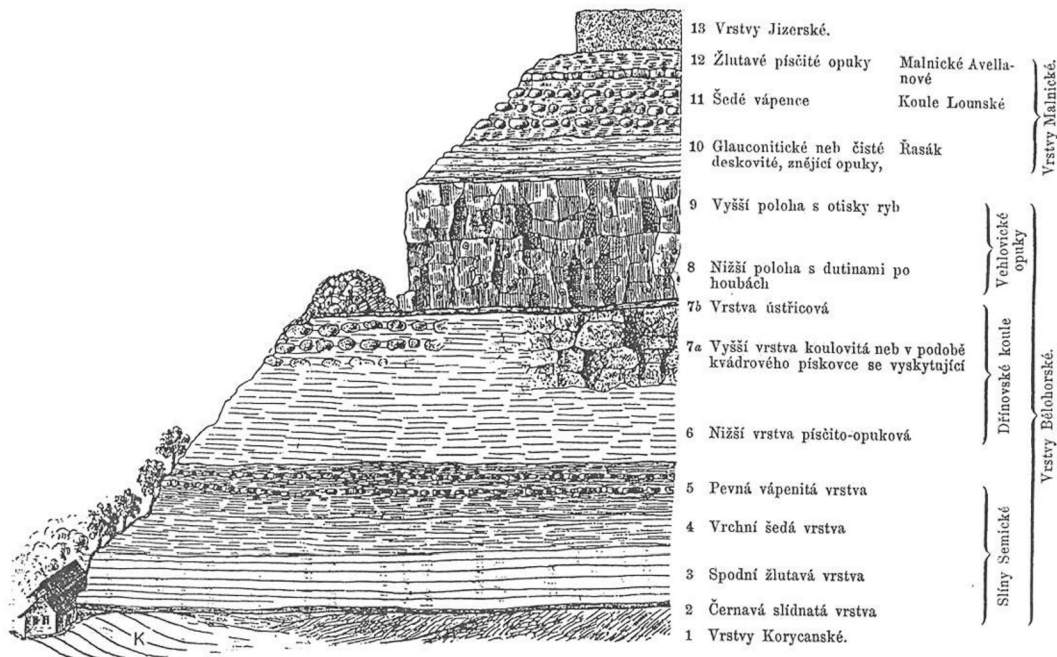 13 Vrstvy Jizerské.
12 Žlutavé písčité opuky Malnické Avella-
nové
11 Šedé vápence Koule Lounské
10 Glauconitické neb čisté Řasák
deskovité, znějící opuky,
Vrstvy Malnické.
9 Vyšší poloha s otisky ryb
8 Nižší poloha s dutinami po
houbách
Vehlovické
opuky
7b Vrstva ústřicová
7a Vyšší vrstva koulovitá neb v podobě
kvádrového pískovce se vyskytující
6 Nižší vrstva písčito-opuková
Dřínovské koule
5 Pevná vápenitá vrstva
4 Vrchní šedá vrstva
3 Spodní žlutavá vrstva
2 Černavá slídnatá vrstva
Slíny Semické
Vrstvy Bělohorské.
1 Vrstvy Korycanské.
K